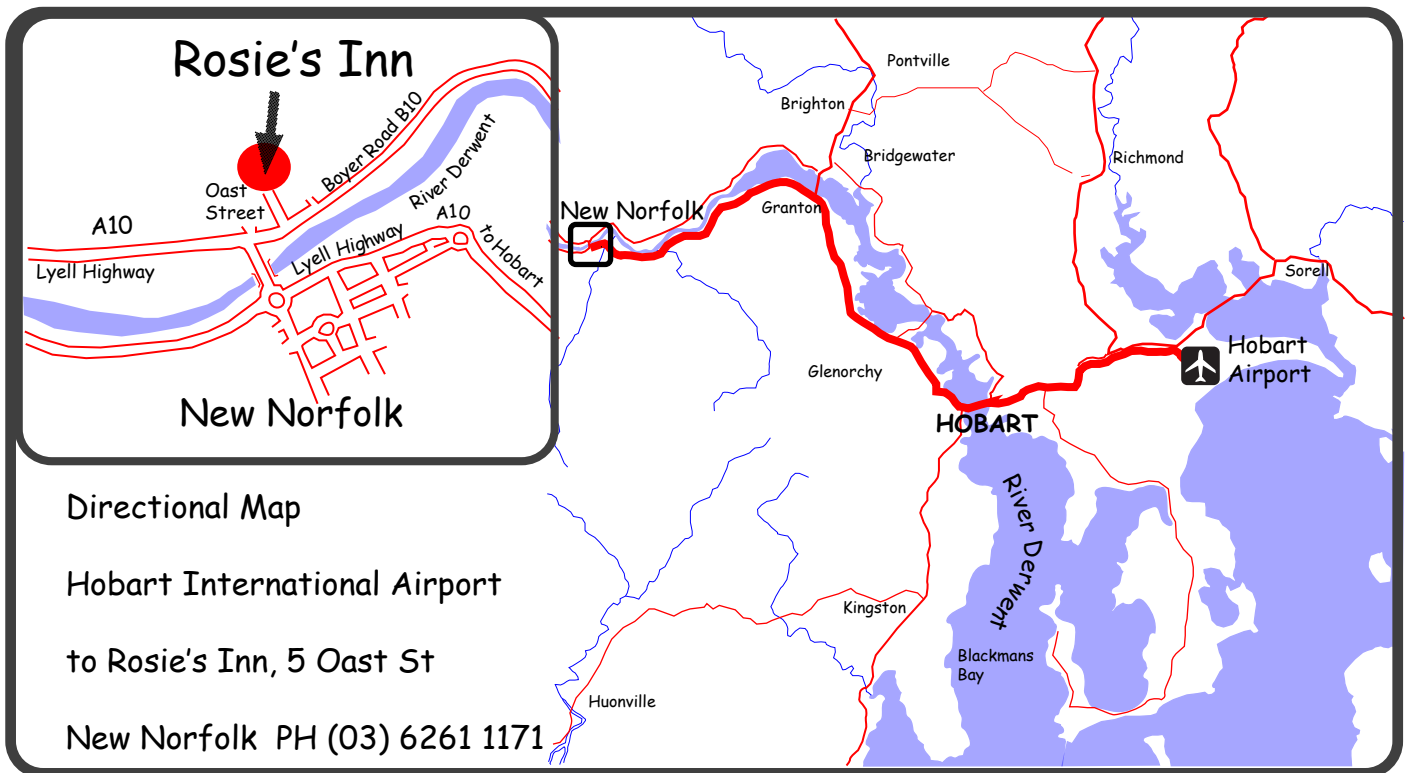 Rosie's Inn
Boyer Road B10
River Derwent
Oast
Street
A10
A10
Lyell Highway
Lyell Highway
to Hobart
New Norfolk
Directional Map
Hobart International Airport
to Rosie's Inn, 5 Oast St
New Norfolk PH (03) 6261 1171
Pontville
Brighton
Bridgewater
Richmond
New Norfolk
Granton
Sorell
Hobart
Airport
Glenorchy
HOBART
River Derwent
Kingston
Blackmans
Bay
Huonville